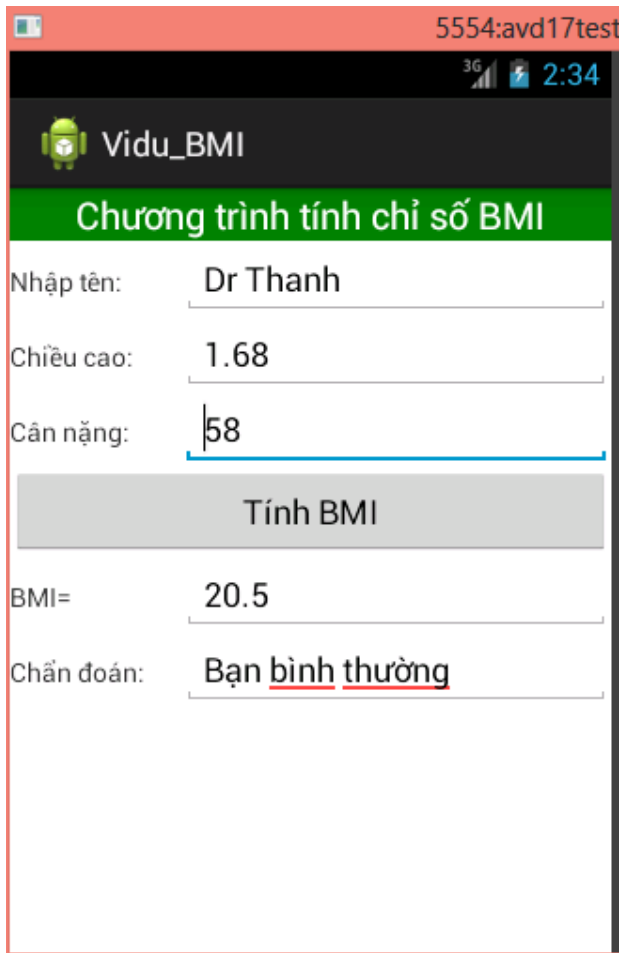 5554:avd17test
3G 2:34
Vidu_BMI
Chương trình tính chỉ số BMI
Nhập tên: Dr Thanh
Chiều cao: 1.68
Cân nặng: 58
Tính BMI
BMI= 20.5
Chẩn đoán: Bạn bình thường